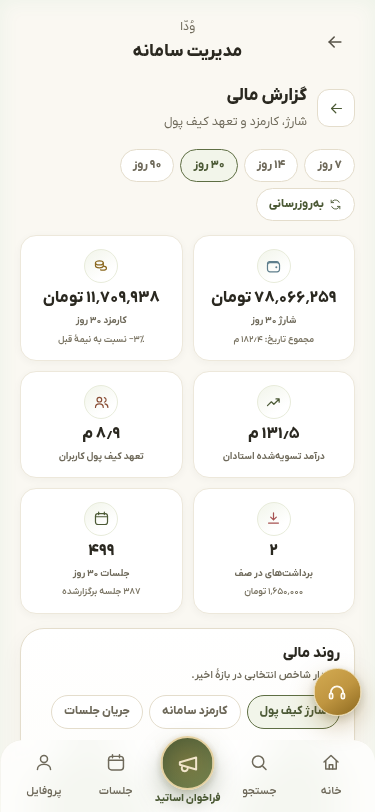 وُدّا
مدیریت سامانه
گزارش مالی
شارژ، کارمزد و تعهد کیف پول
۷ روز
۱۴ روز
۳۰ روز
۹۰ روز
به‌روزرسانی
۷۸٬۰۶۶٬۲۵۹ تومان
شارژ ۳۰ روز
مجموع تاریخ: ۱۸۲٫۴ م
۱۱٬۷۰۹٬۹۳۸ تومان
کارمزد ۳۰ روز
−۳٪ نسبت به نیمهٔ قبل
۱۳۱٫۵ م
درآمد تسویه‌شده استادان
۸٫۹ م
تعهد کیف پول کاربران
۲
برداشت‌های در صف
۱٬۶۵۰٬۰۰۰ تومان
۴۹۹
جلسات ۳۰ روز
۳۸۷ جلسه برگزارشده
روند مالی
شاخص انتخابی در بازهٔ اخیر.
شارژ کیف پول
کارمزد سامانه
جریان جلسات
خانه
جستجو
فراخوان اساتید
جلسات
پروفایل